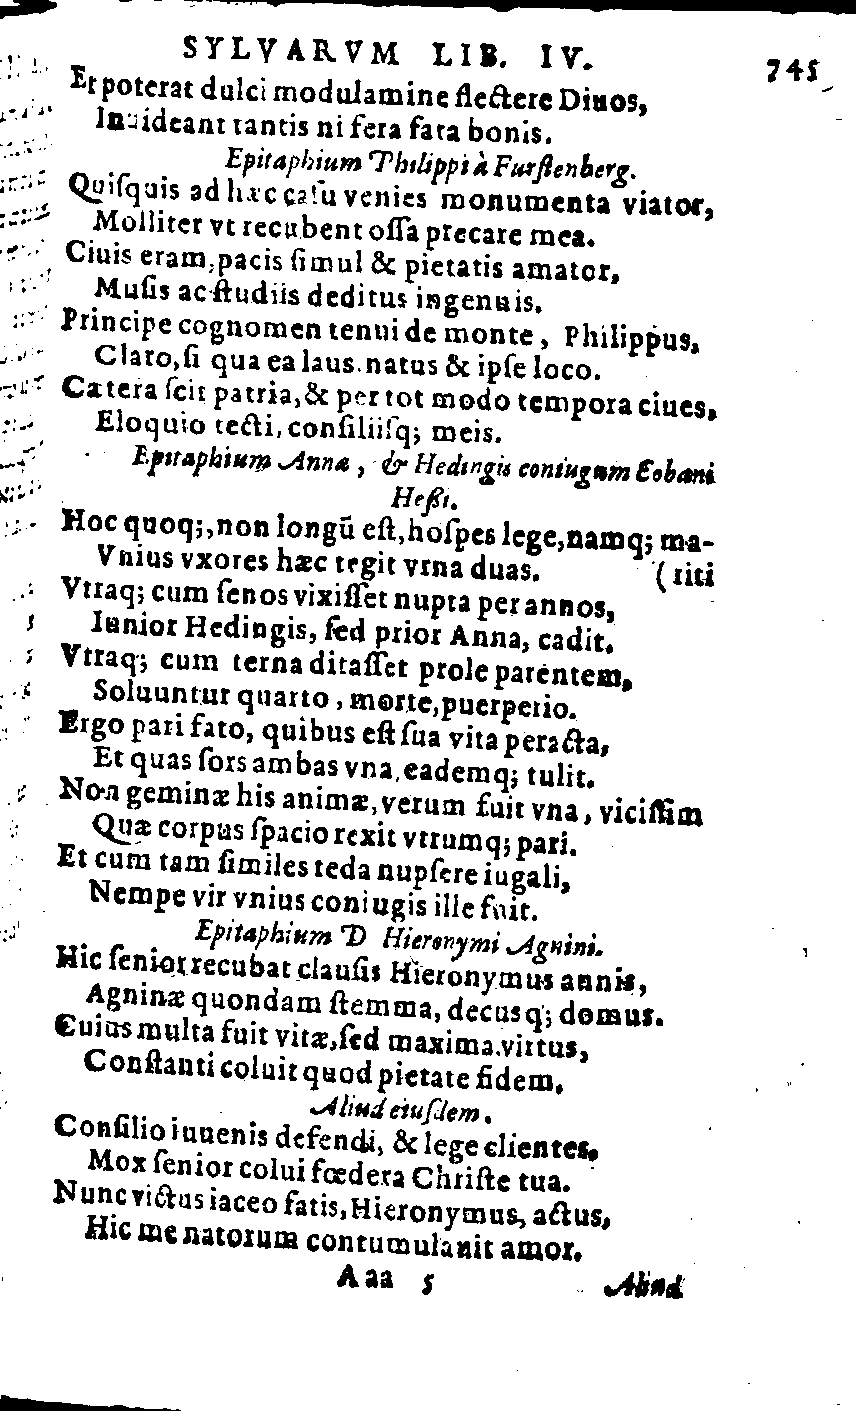 SYLVARVM LIB. IV. 745
Et poterat dulci modulamine flectere Diuos,
Inuideant tantis ni fera fata bonis.
Epitaphium Philippi à Furſtenberg.
Quiſquis ad hæc caſu venies monumenta viator,
Molliter vt recubent oſſa precare mea.
Ciuis eram, pacis ſimul & pietatis amator,
Muſis ac ſtudiis deditus ingenuis.
Principe cognomen tenui de monte, Philippus,
Claro, ſi qua ea laus. natus & ipſe loco.
Cætera ſcit patria, & per tot modo tempora ciues,
Eloquio tecti, conſiliiſq; meis.
Epitaphium Annæ, & Hedingis coniugum Eobani
Heßi.
Hoc quoq;, non longū eſt, hoſpes lege, namq; ma-
Vnius vxores hæc tegit vrna duas. (riti
Vtraq; cum ſenos vixiſſet nupta per annos,
Iunior Hedingis, ſed prior Anna, cadit.
Vtraq; cum terna ditaſſet prole parentem,
Soluuntur quarto, morte, puerperio.
Ergo pari fato, quibus eſt ſua vita peracta,
Et quas ſors ambas vna, eademq; tulit.
Non geminæ his animæ, verum fuit vna, viciſſim
Quæ corpus ſpacio rexit vtrumq; pari.
Et cum tam ſimiles teda nupſere iugali,
Nempe vir vnius coniugis ille fuit.
Epitaphium D Hieronymi Agnini.
Hic ſenior recubat clauſis Hieronymus annis,
Agninæ quondam ſtemma, decusq; domus.
Cuius multa fuit vitæ, ſed maxima. virtus,
Conſtanti coluit quod pietate fidem.
Aliud eiuſdem.
Conſilio iuuenis defendi, & lege clientes,
Mox ſenior colui fœdera Chriſte tua.
Nunc victus iaceo fatis, Hieronymus, actus,
Hic me natorum contumulauit amor.
Aaa 5 Aliud